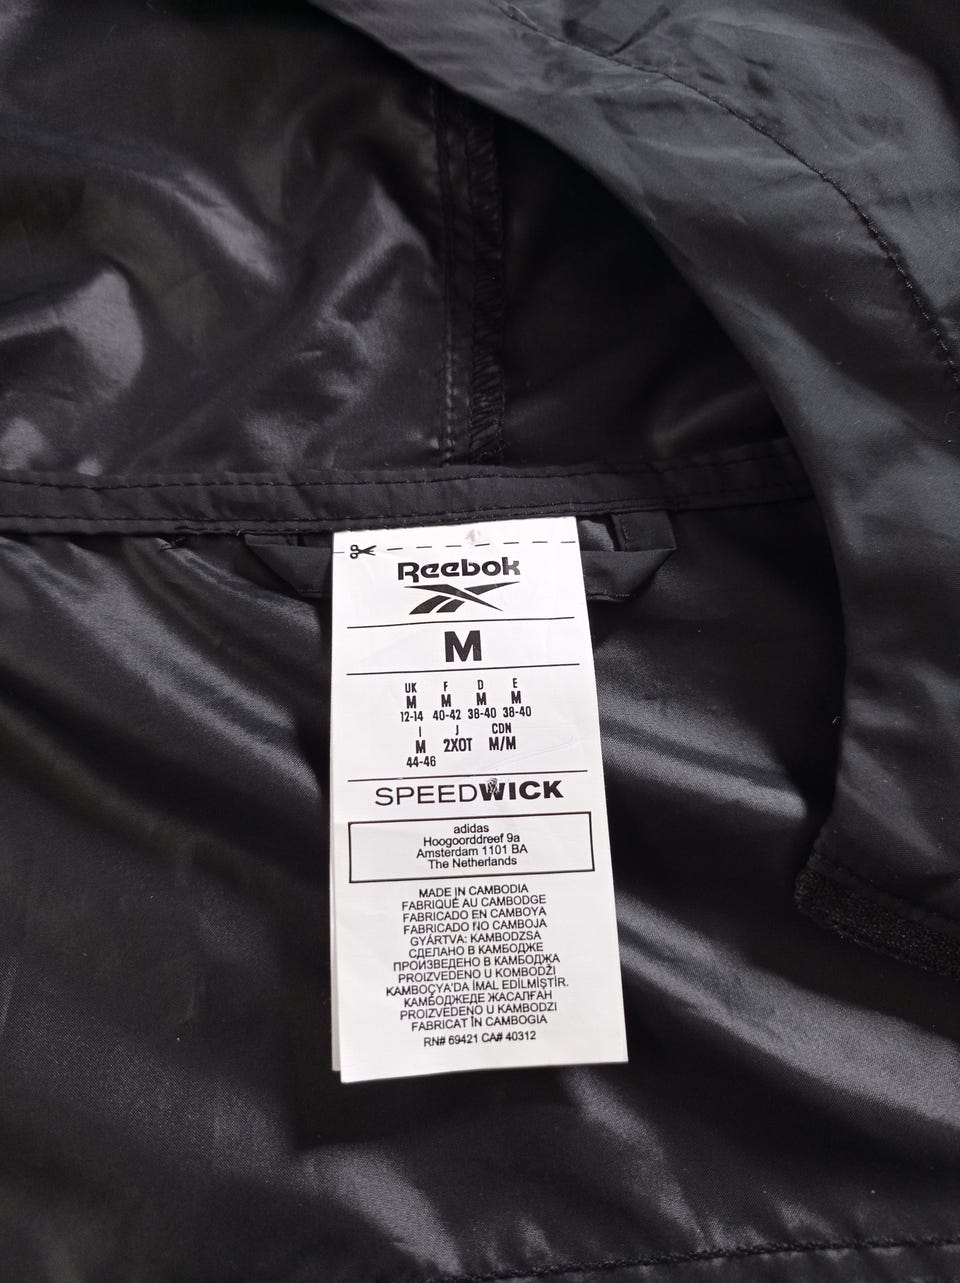 Reebok
M
UK F D E
M M M M
12-14 40-42 38-40 38-40
I J CDN
M 2XOT M/M
44-46
SPEEDWICK
adidas
Hoogoorddreef 9a
Amsterdam 1101 BA
The Netherlands
MADE IN CAMBODIA
FABRIQUÉ AU CAMBODGE
FABRICADO EN CAMBOYA
FABRICADO NO CAMBOJA
GYÁRTVA: KAMBODZSA
СДЕЛАНО В КАМБОДЖЕ
ПРОИЗВЕДЕНО В КАМБОДЖА
PROIZVEDENO U KOMBODŽI
KAMBOÇYA'DA İMAL EDİLMİŞTİR.
КАМБОДЖЕДЕ ЖАСАЛҒАН
PROIZVEDENO U KAMBODZI
FABRICAT ÎN CAMBOGIA
RN# 69421 CA# 40312